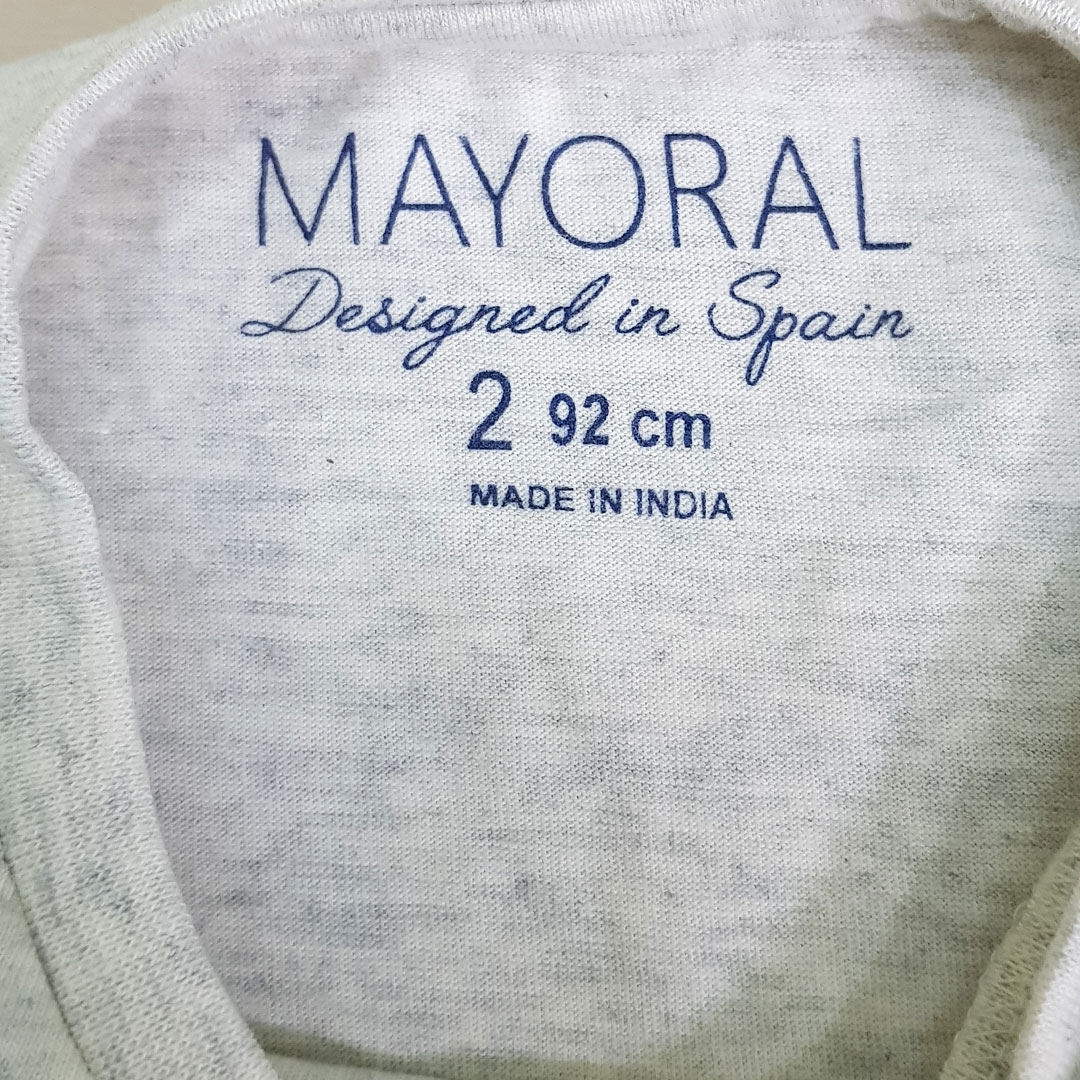 MAYORAL
Designed in Spain
2 92 cm
MADE IN INDIA